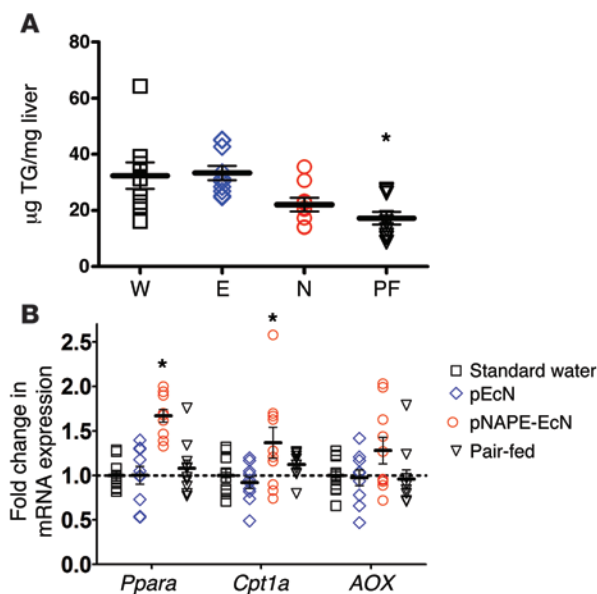 A
µg TG/mg liver
80
60
40
20
0
*
W E N PF
B
Fold change in
mRNA expression
2.5
2.0
1.5
1.0
0.5
0.0
* *
Ppara Cpt1a AOX
Standard water
pEcN
pNAPE-EcN
Pair-fed